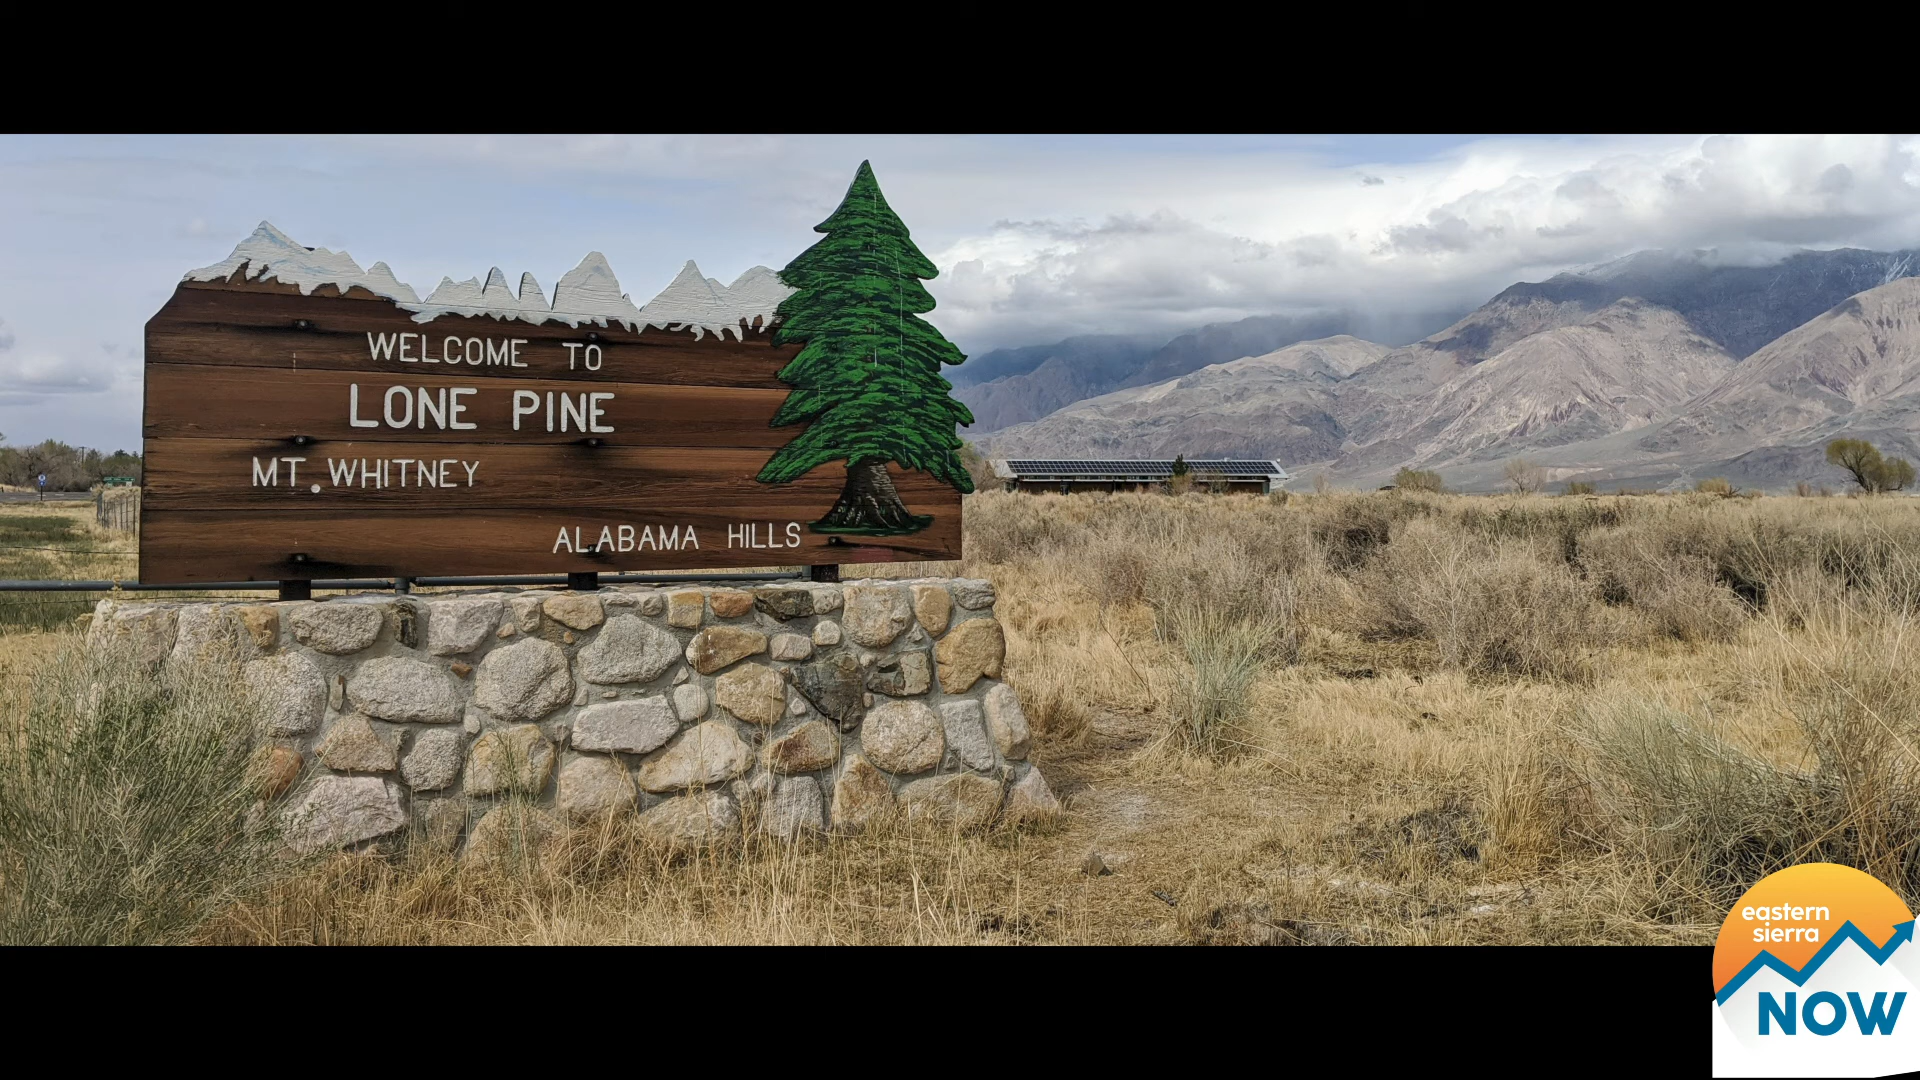 WELCOME TO
LONE PINE
MT. WHITNEY
ALABAMA HILLS
eastern
sierra
NOW